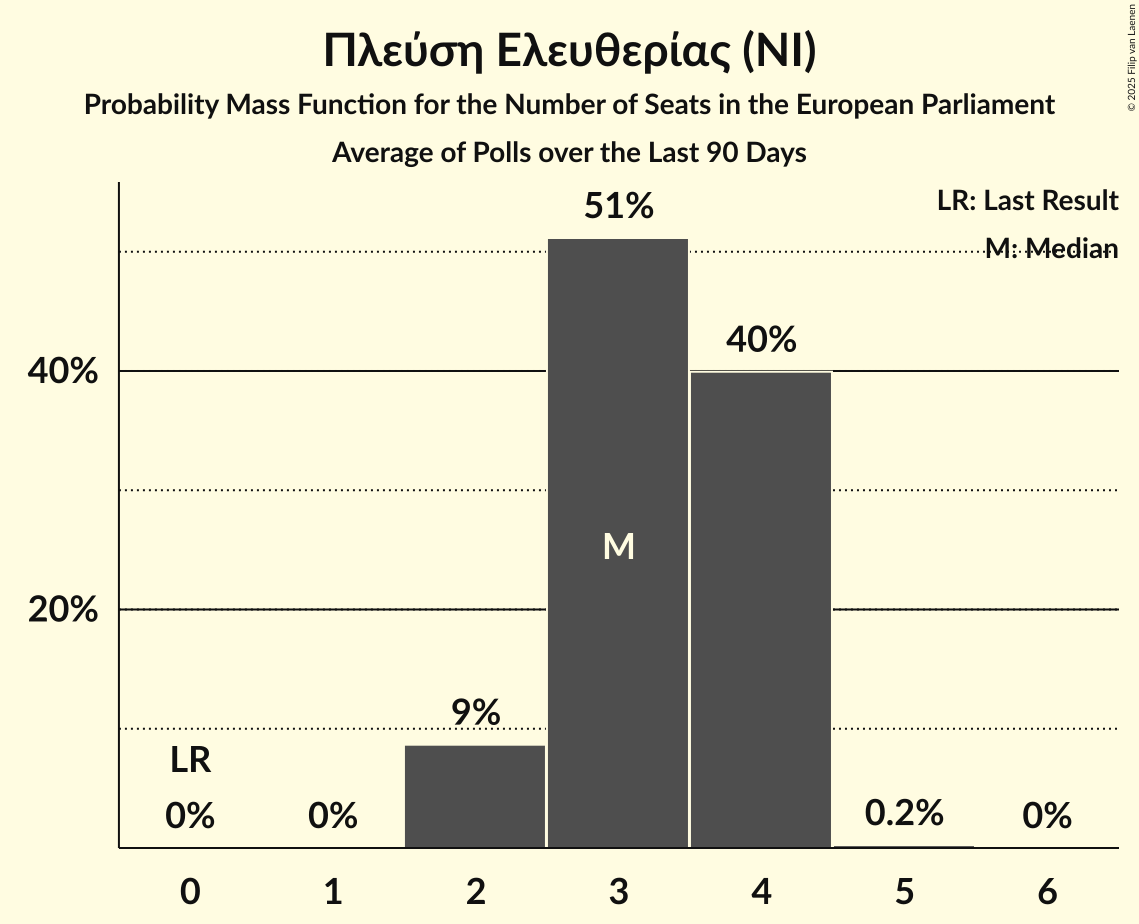 Πλεύση Ελευθερίας (NI)
Probability Mass Function for the Number of Seats in the European Parliament
Average of Polls over the Last 90 Days
© 2025 Filip van Laenen
LR: Last Result
M: Median
51%
40%
40%
M
20%
9%
LR
0%
0%
0.2%
0%
0 1 2 3 4 5 6